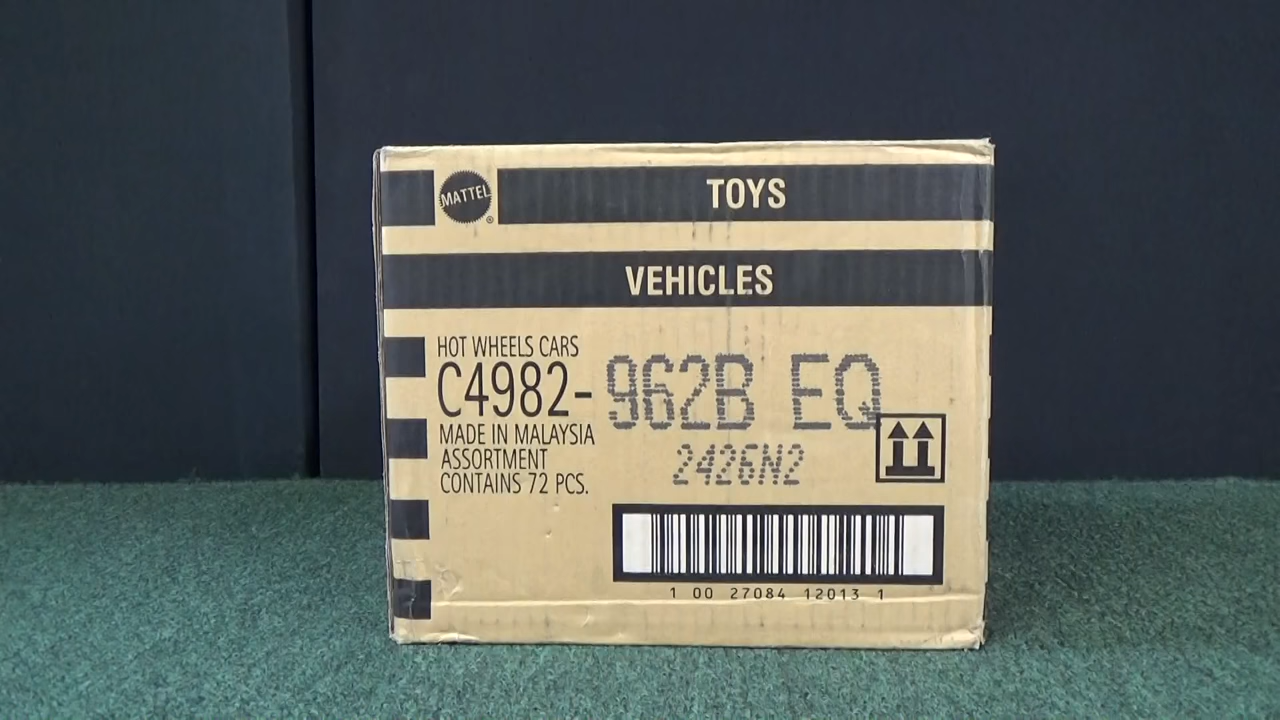 MATTEL ®
TOYS
VEHICLES
HOT WHEELS CARS
C4982-962B EQ
MADE IN MALAYSIA
2426N2
ASSORTMENT
CONTAINS 72 PCS.
1 00 27084 12013 1